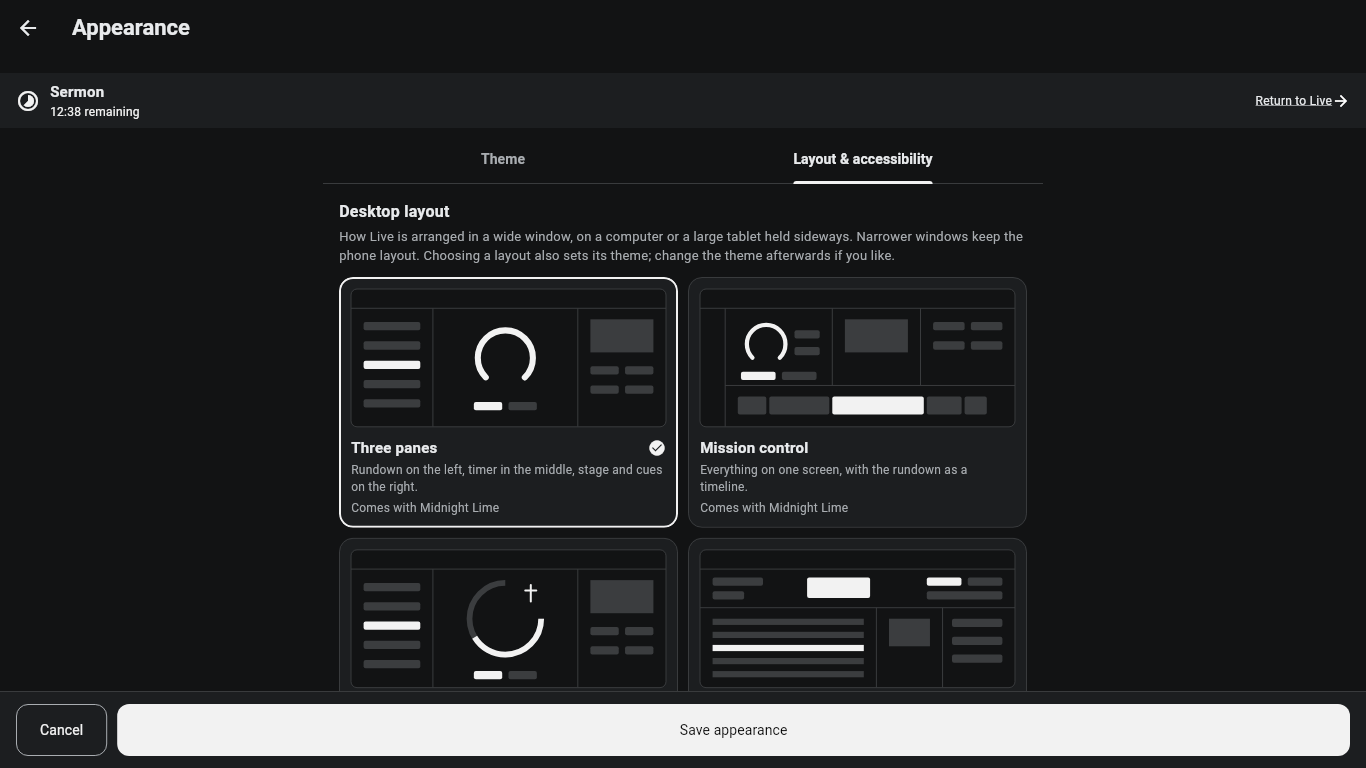 Appearance
Sermon
12:38 remaining
Return to Live
Theme
Layout & accessibility
Desktop layout
How Live is arranged in a wide window, on a computer or a large tablet held sideways. Narrower windows keep the
phone layout. Choosing a layout also sets its theme; change the theme afterwards if you like.
Three panes
Rundown on the left, timer in the middle, stage and cues
on the right.
Comes with Midnight Lime
Mission control
Everything on one screen, with the rundown as a
timeline.
Comes with Midnight Lime
Cancel
Save appearance